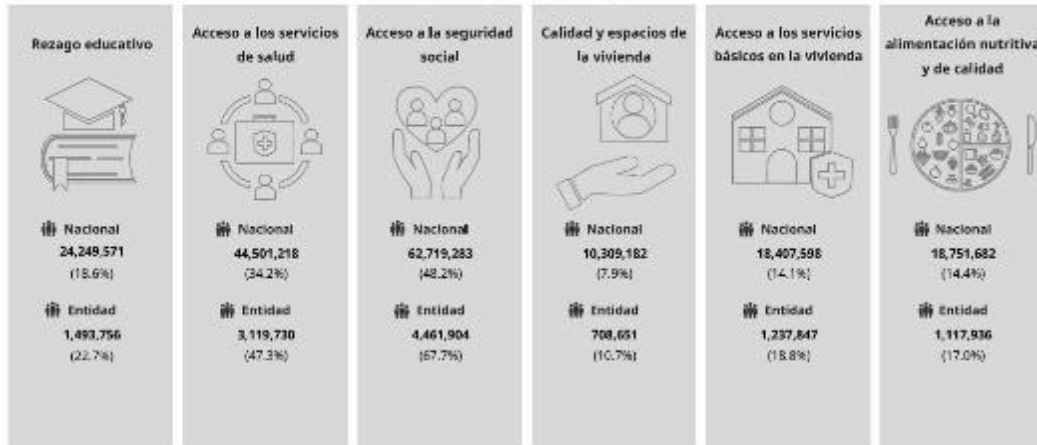 Rezago educativo
Nacional
24,249,571
(18.6%)
Entidad
1,493,756
(22.7%)
Acceso a los servicios
de salud
Nacional
44,501,218
(34.2%)
Entidad
3,119,730
(47.3%)
Acceso a la seguridad
social
Nacional
62,719,283
(48.2%)
Entidad
4,461,904
(67.7%)
Calidad y espacios de
la vivienda
Nacional
10,309,182
(7.9%)
Entidad
708,651
(10.7%)
Acceso a los servicios
básicos en la vivienda
Nacional
18,407,598
(14.1%)
Entidad
1,237,847
(18.8%)
Acceso a la
alimentación nutritiva
y de calidad
Nacional
18,751,682
(14.4%)
Entidad
1,117,936
(17.0%)